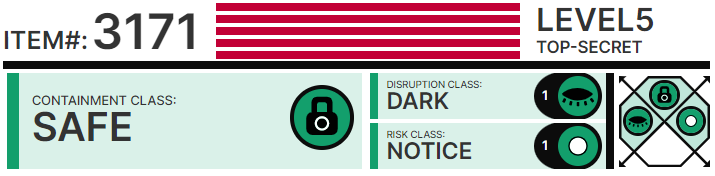 ITEM#: 3171
LEVEL5
TOP-SECRET
CONTAINMENT CLASS:
SAFE
DISRUPTION CLASS:
DARK
1
RISK CLASS:
NOTICE
1